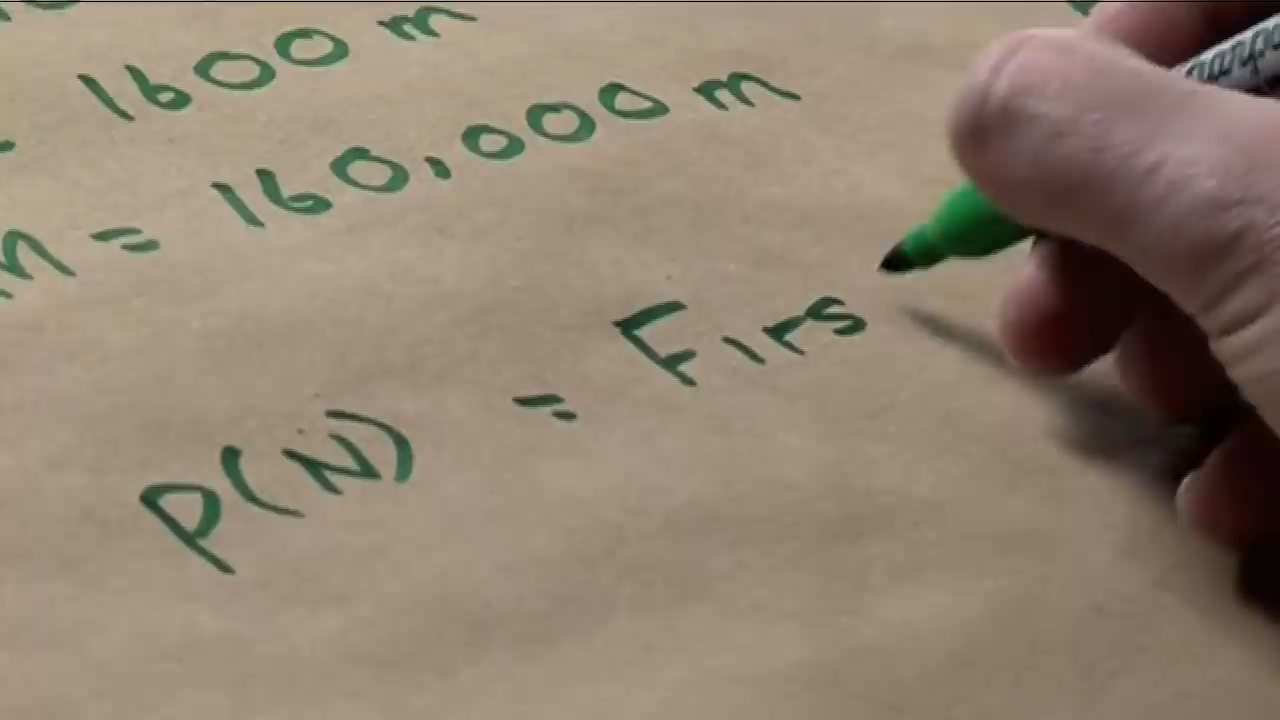 1600 m
= 160,000 m
P(N) = Firs